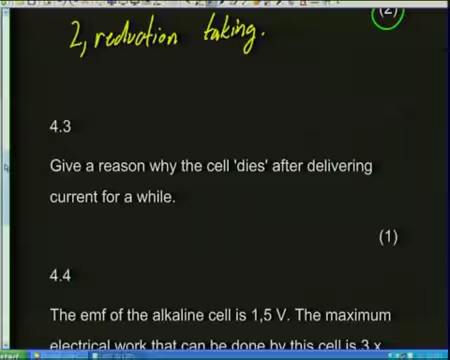 (2)
2, reduction taking.
4.3
Give a reason why the cell 'dies' after delivering
current for a while.
(1)
4.4
The emf of the alkaline cell is 1,5 V. The maximum
electrical work that can be done by this cell is 3 x
start